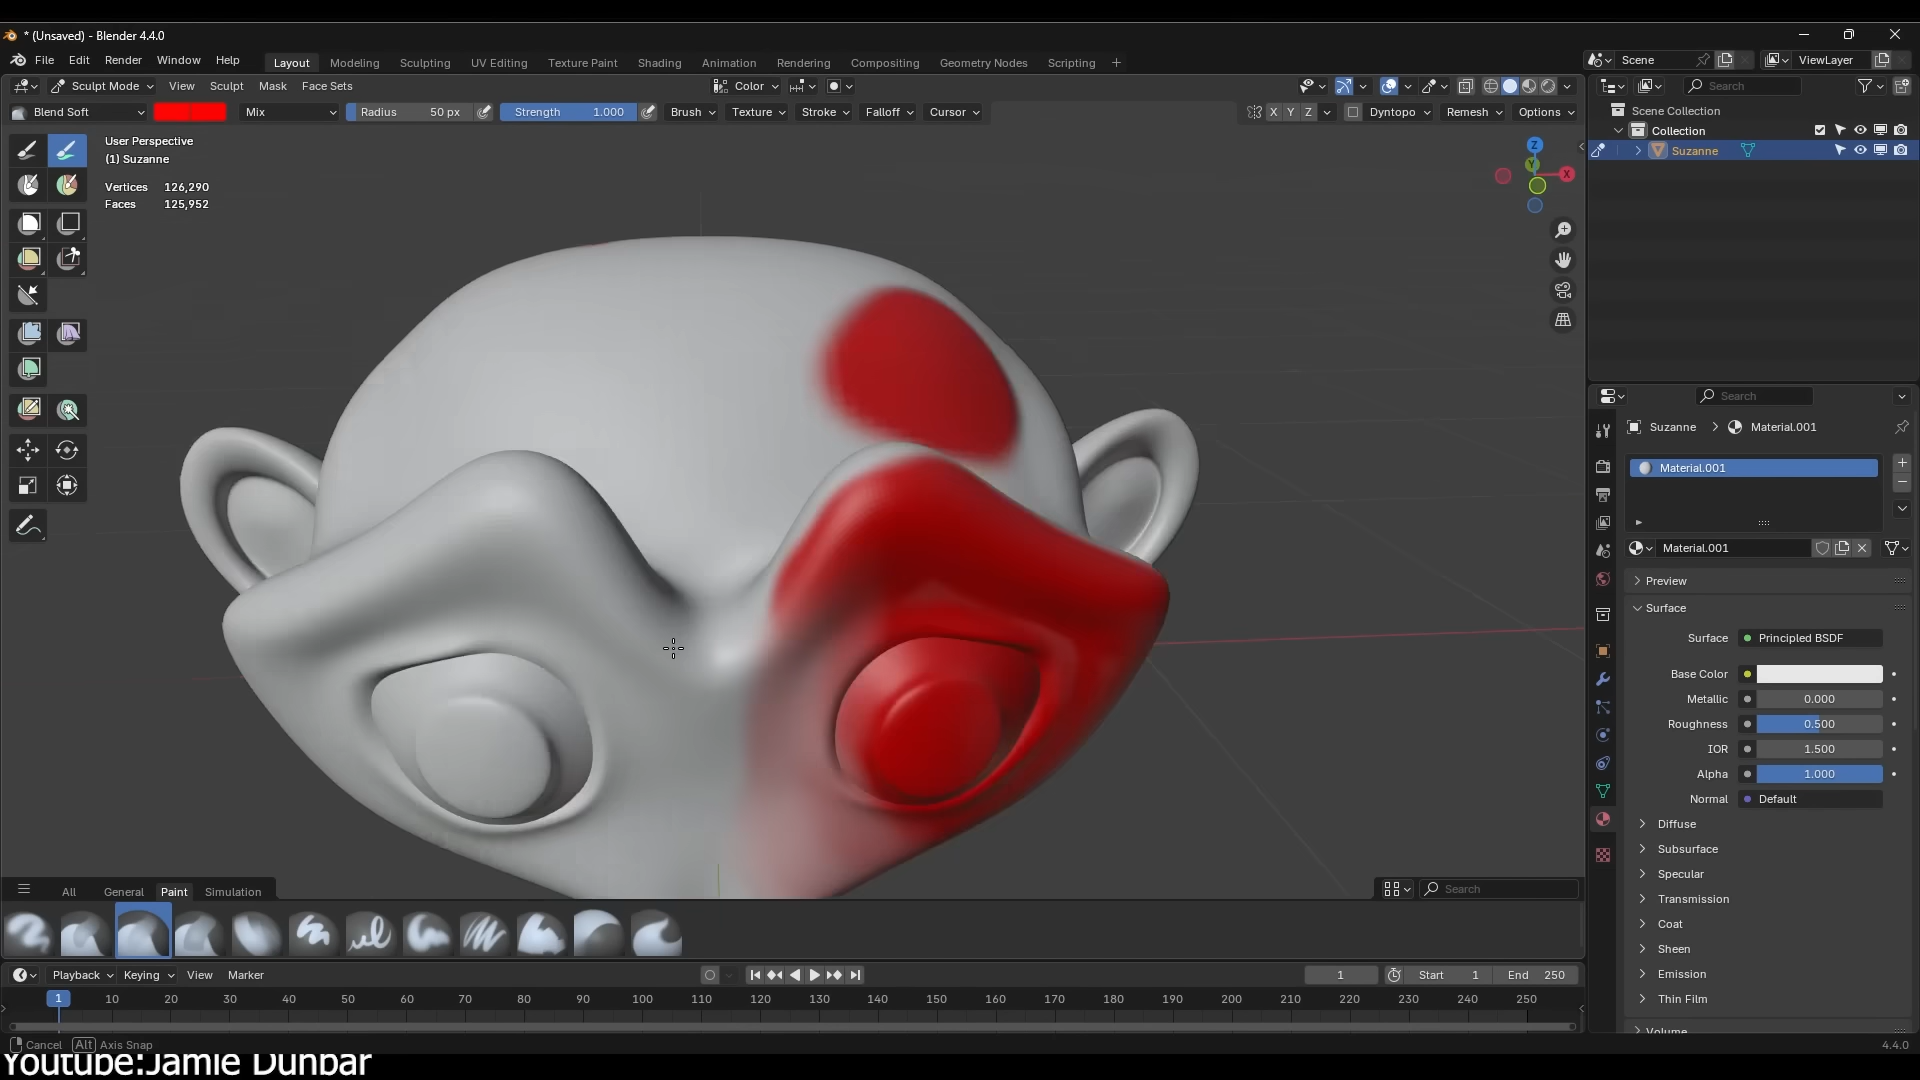 * (Unsaved) - Blender 4.4.0
File Edit Render Window Help Layout Modeling Sculpting UV Editing Texture Paint Shading Animation Rendering Compositing Geometry Nodes Scripting + Scene ViewLayer
Sculpt Mode View Sculpt Mask Face Sets Color Search
Blend Soft Mix Radius 50 px Strength 1.000 Brush Texture Stroke Falloff Cursor X Y Z Dyntopo Remesh Options
Scene Collection
Collection
Suzanne
User Perspective
(1) Suzanne
Vertices 126,290
Faces 125,952
Z
Y
X
Search
Suzanne > Material.001
Material.001
Material.001
Preview
Surface
Surface Principled BSDF
Base Color
Metallic 0.000
Roughness 0.500
IOR 1.500
Alpha 1.000
Normal Default
Diffuse
Subsurface
Specular
Transmission
Coat
Sheen
Emission
Thin Film
Volume
All General Paint Simulation Search
Playback Keying View Marker 1 Start 1 End 250
1 10 20 30 40 50 60 70 80 90 100 110 120 130 140 150 160 170 180 190 200 210 220 230 240 250
Cancel Alt Axis Snap 4.4.0
Youtube:Jamie Dunbar